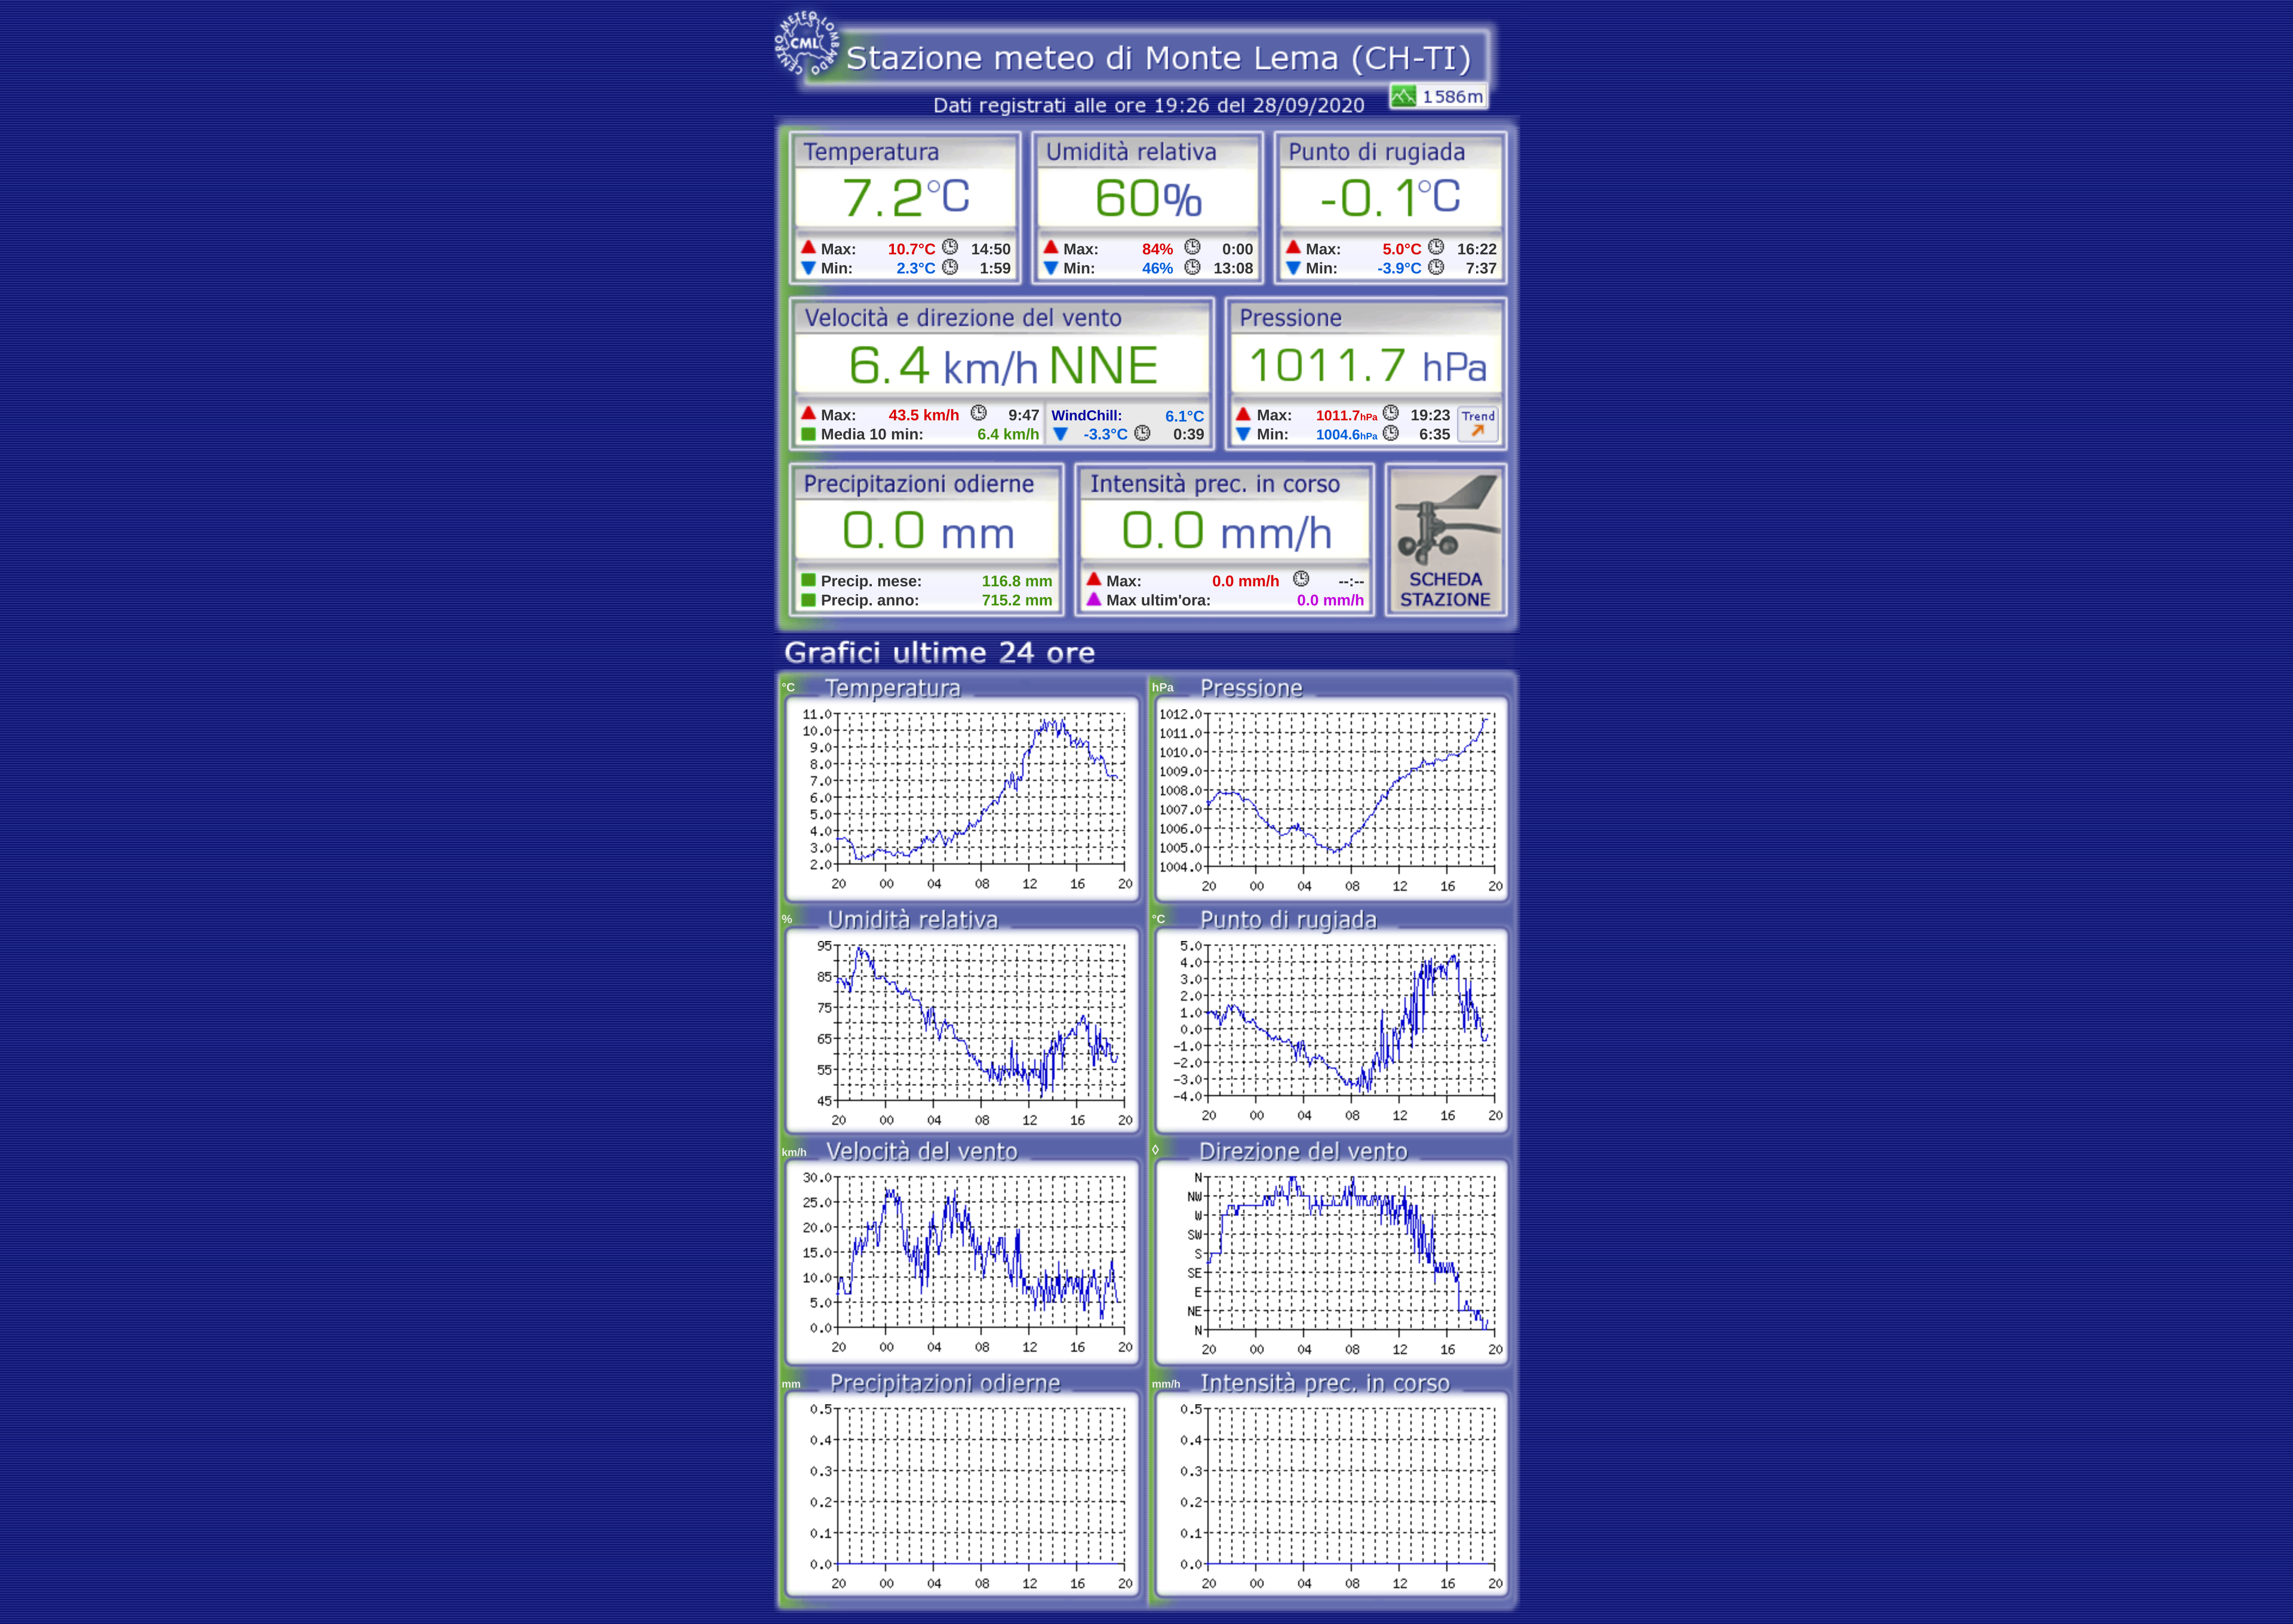 CENTRO METEO LOMBARDO
CML
Stazione meteo di Monte Lema (CH-TI)
1586m
Dati registrati alle ore 19:26 del 28/09/2020
Temperatura
7.2°C
Max: 10.7°C 14:50
Min: 2.3°C 1:59
Umidità relativa
60%
Max: 84% 0:00
Min: 46% 13:08
Punto di rugiada
-0.1°C
Max: 5.0°C 16:22
Min: -3.9°C 7:37
Velocità e direzione del vento
6.4 km/h NNE
Max: 43.5 km/h 9:47
Media 10 min: 6.4 km/h
WindChill: 6.1°C
-3.3°C 0:39
Pressione
1011.7 hPa
Max: 1011.7hPa 19:23
Min: 1004.6hPa 6:35
Trend
Precipitazioni odierne
0.0 mm
Precip. mese: 116.8 mm
Precip. anno: 715.2 mm
Intensità prec. in corso
0.0 mm/h
Max: 0.0 mm/h --:--
Max ultim'ora: 0.0 mm/h
SCHEDA
STAZIONE
Grafici ultime 24 ore
°C Temperatura
11.0
10.0
9.0
8.0
7.0
6.0
5.0
4.0
3.0
2.0
20 00 04 08 12 16 20
hPa Pressione
1012.0
1011.0
1010.0
1009.0
1008.0
1007.0
1006.0
1005.0
1004.0
20 00 04 08 12 16 20
% Umidità relativa
95
85
75
65
55
45
20 00 04 08 12 16 20
°C Punto di rugiada
5.0
4.0
3.0
2.0
1.0
0.0
-1.0
-2.0
-3.0
-4.0
20 00 04 08 12 16 20
km/h Velocità del vento
30.0
25.0
20.0
15.0
10.0
5.0
0.0
20 00 04 08 12 16 20
◊ Direzione del vento
N
NW
W
SW
S
SE
E
NE
N
20 00 04 08 12 16 20
mm Precipitazioni odierne
0.5
0.4
0.3
0.2
0.1
0.0
20 00 04 08 12 16 20
mm/h Intensità prec. in corso
0.5
0.4
0.3
0.2
0.1
0.0
20 00 04 08 12 16 20